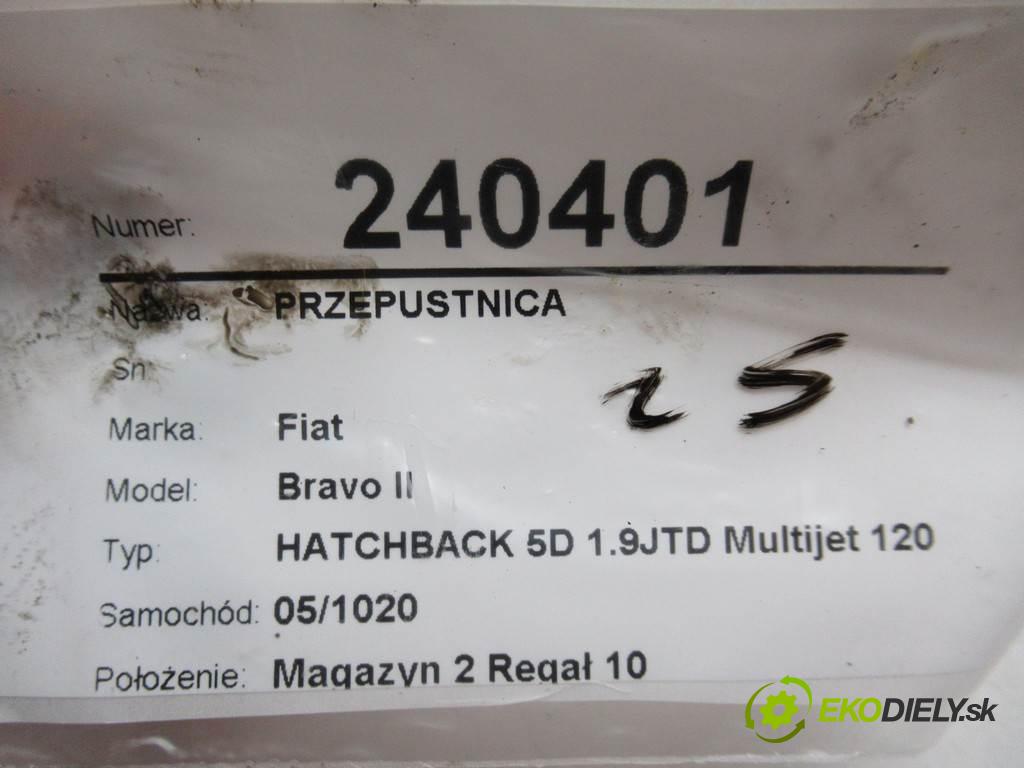 Numer: 240401
Nazwa: PRZEPUSTNICA
Sn:
25
Marka: Fiat
Model: Bravo II
Typ: HATCHBACK 5D 1.9JTD Multijet 120
Samochód: 05/1020
Położenie: Magazyn 2 Regał 10
EKODIELY.sk